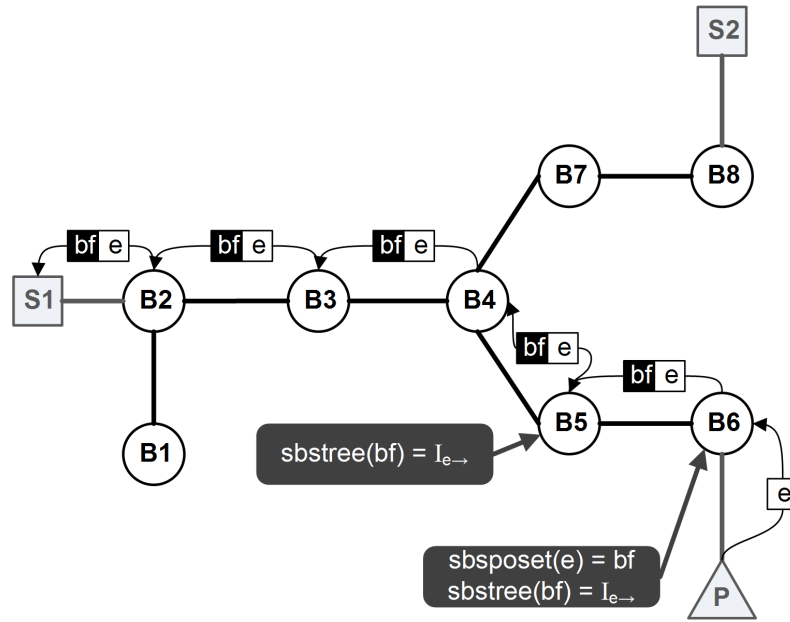 S2
B7
B8
bf e
bf e
bf e
S1
B2
B3
B4
bf e
bf e
B1
B5
B6
sbstree(bf) = Ie→
e
sbsposet(e) = bf
sbstree(bf) = Ie→
P